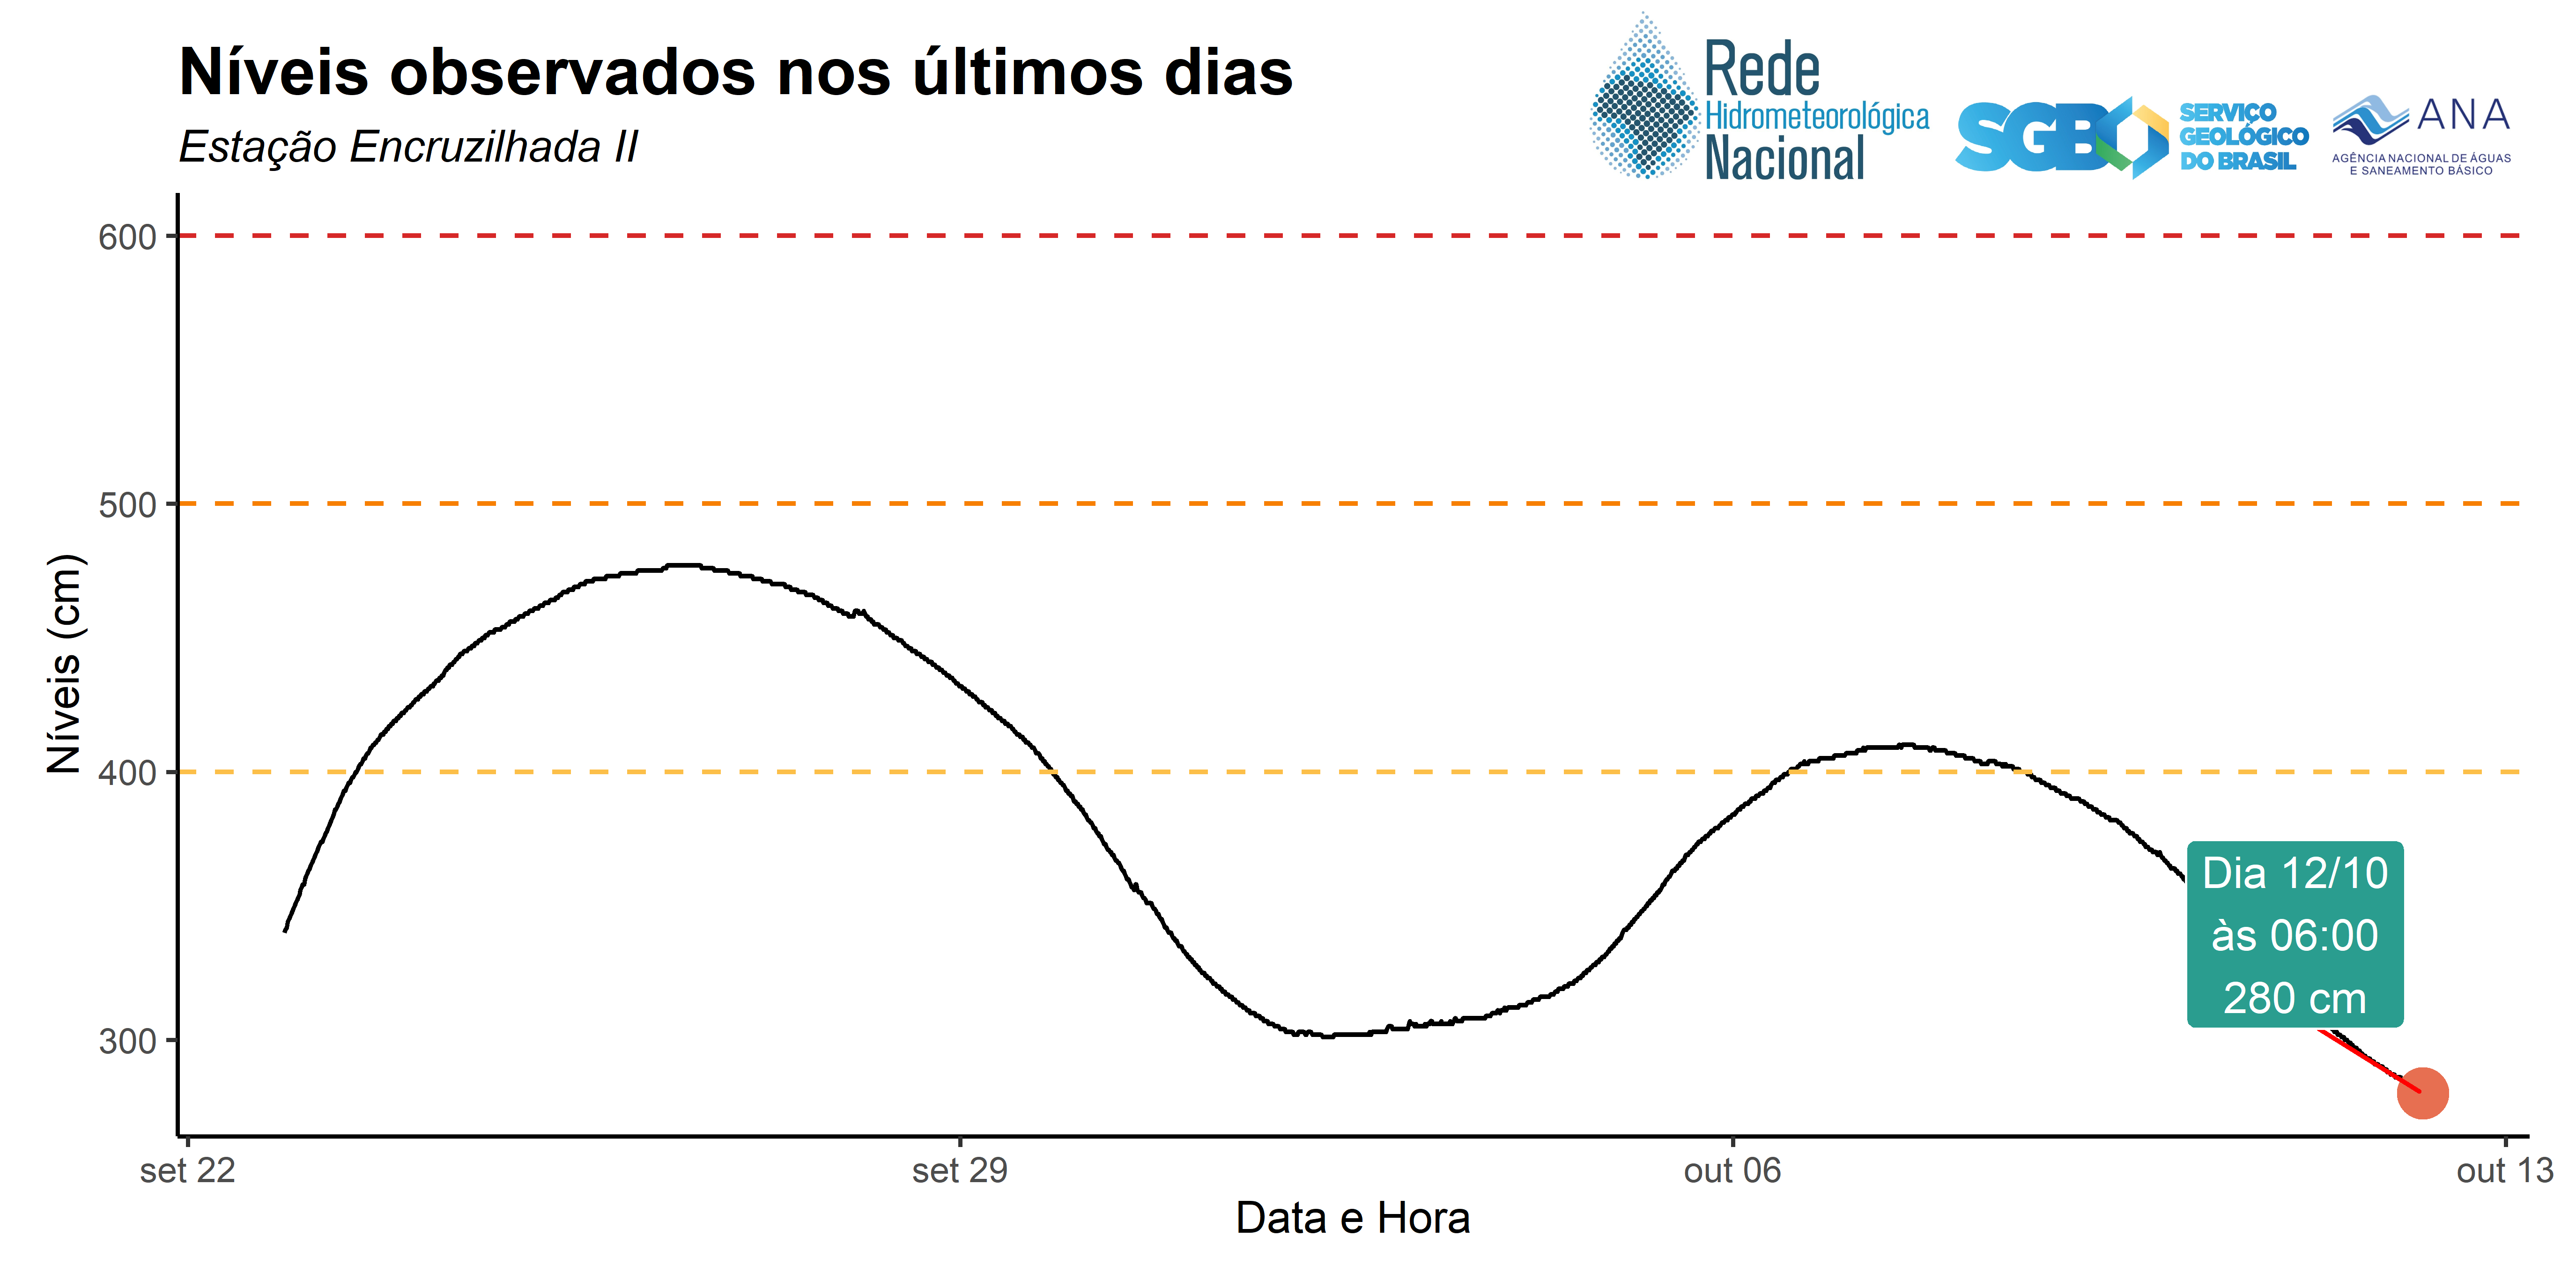 Níveis observados nos últimos dias
Estação Encruzilhada II
Rede
Hidrometeorológica
Nacional
SGB
SERVIÇO
GEOLÓGICO
DO BRASIL
ANA
AGÊNCIA NACIONAL DE ÁGUAS
E SANEAMENTO BÁSICO
Níveis (cm)
600
500
400
300
Dia 12/10
às 06:00
280 cm
set 22
set 29
out 06
out 13
Data e Hora